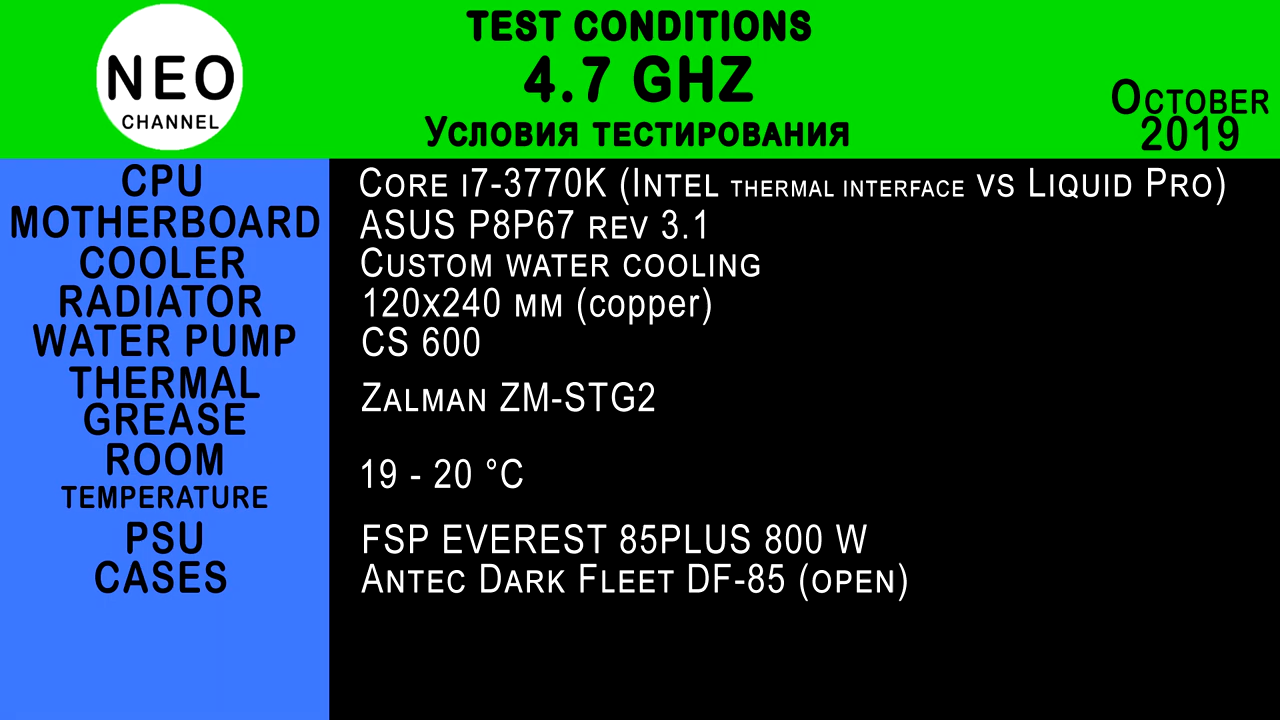 NEO
CHANNEL
TEST CONDITIONS
4.7 GHZ
Условия тестирования
October
2019
CPU Core i7-3770K (Intel thermal interface vs Liquid Pro)
MOTHERBOARD ASUS P8P67 rev 3.1
COOLER Custom water cooling
RADIATOR 120x240 мм (copper)
WATER PUMP CS 600
THERMAL
GREASE Zalman ZM-STG2
ROOM
TEMPERATURE 19 - 20 °C
PSU FSP EVEREST 85PLUS 800 W
CASES Antec Dark Fleet DF-85 (open)